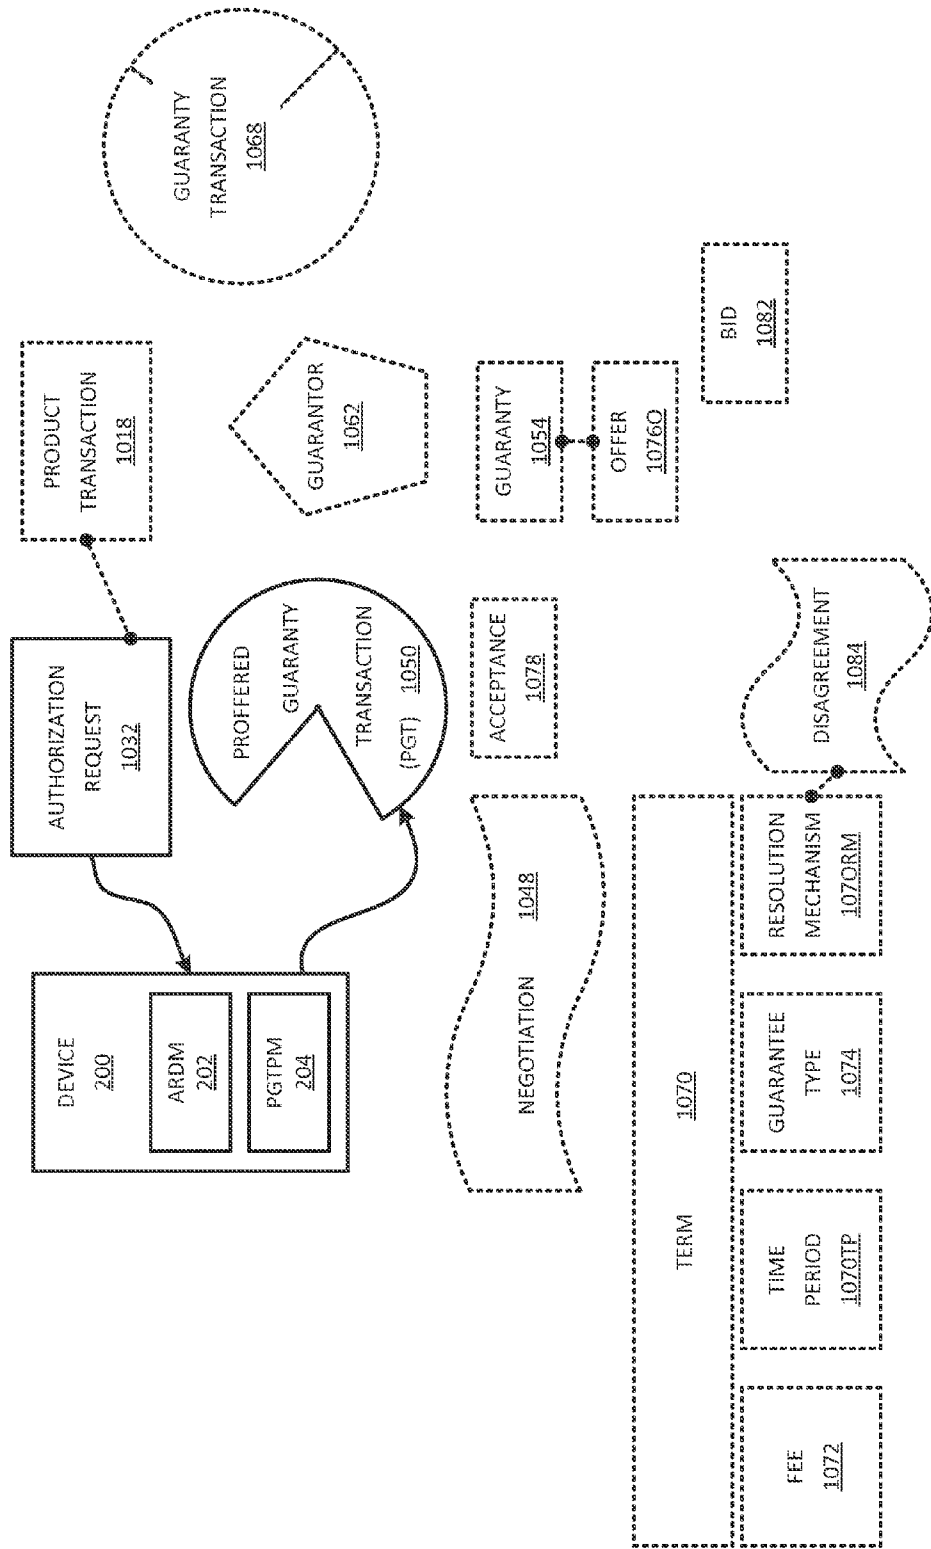 DEVICE
200
ARDM
202
PGTPM
204
AUTHORIZATION
REQUEST
1032
PRODUCT
TRANSACTION
1018
PROFFERED
GUARANTY
TRANSACTION
(PGT) 1050
GUARANTOR
1062
GUARANTY
TRANSACTION
1068
NEGOTIATION 1048
ACCEPTANCE
1078
GUARANTY
1054
OFFER
1076O
BID
1082
TERM 1070
FEE
1072
TIME
PERIOD
1070TP
GUARANTEE
TYPE
1074
RESOLUTION
MECHANISM
1070RM
DISAGREEMENT
1084